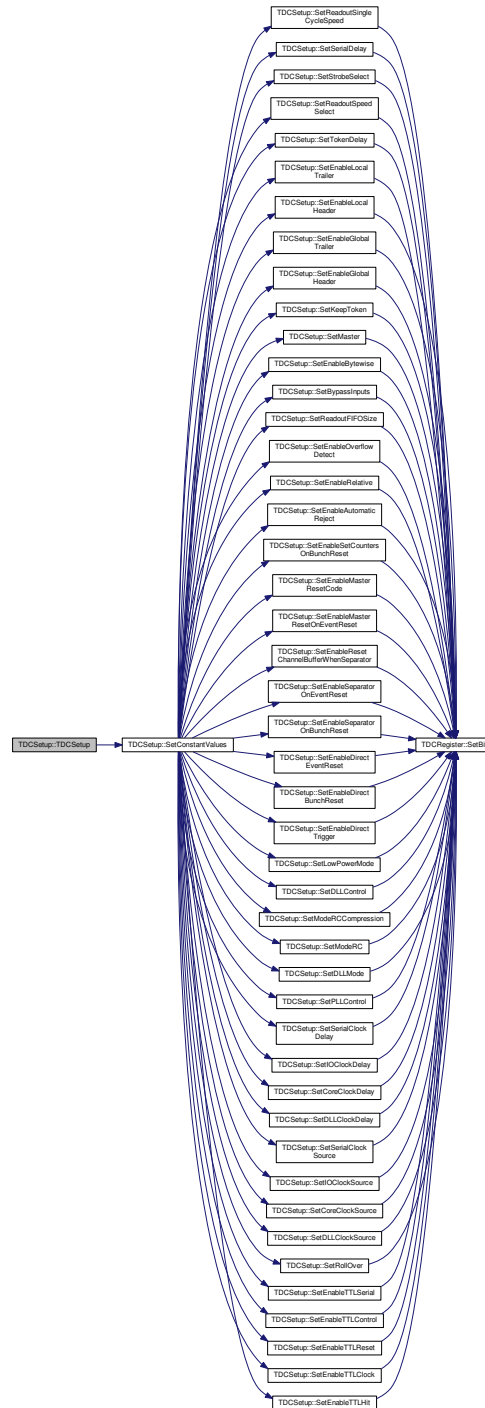 TDCSetup::SetReadoutSingle
CycleSpeed
TDCSetup::SetSerialDelay
TDCSetup::SetStrobeSelect
TDCSetup::SetReadoutSpeed
Select
TDCSetup::SetTokenDelay
TDCSetup::SetEnableLocal
Trailer
TDCSetup::SetEnableLocal
Header
TDCSetup::SetEnableGlobal
Trailer
TDCSetup::SetEnableGlobal
Header
TDCSetup::SetKeepToken
TDCSetup::SetMaster
TDCSetup::SetEnableBytewise
TDCSetup::SetBypassInputs
TDCSetup::SetReadoutFIFOSize
TDCSetup::SetEnableOverflow
Detect
TDCSetup::SetEnableRelative
TDCSetup::SetEnableAutomatic
Reject
TDCSetup::SetEnableSetCounters
OnBunchReset
TDCSetup::SetEnableMaster
ResetCode
TDCSetup::SetEnableMaster
ResetOnEventReset
TDCSetup::SetEnableReset
ChannelBufferWhenSeparator
TDCSetup::SetEnableSeparator
OnEventReset
TDCSetup::SetEnableSeparator
OnBunchReset
TDCSetup::TDCSetup
TDCSetup::SetConstantValues
TDCRegister::SetBi
TDCSetup::SetEnableDirect
EventReset
TDCSetup::SetEnableDirect
BunchReset
TDCSetup::SetEnableDirect
Trigger
TDCSetup::SetLowPowerMode
TDCSetup::SetDLLControl
TDCSetup::SetModeRCCompression
TDCSetup::SetModeRC
TDCSetup::SetDLLMode
TDCSetup::SetPLLControl
TDCSetup::SetSerialClock
Delay
TDCSetup::SetIOClockDelay
TDCSetup::SetCoreClockDelay
TDCSetup::SetDLLClockDelay
TDCSetup::SetSerialClock
Source
TDCSetup::SetIOClockSource
TDCSetup::SetCoreClockSource
TDCSetup::SetDLLClockSource
TDCSetup::SetRollOver
TDCSetup::SetEnableTTLSerial
TDCSetup::SetEnableTTLControl
TDCSetup::SetEnableTTLReset
TDCSetup::SetEnableTTLClock
TDCSetup::SetEnableTTLHit